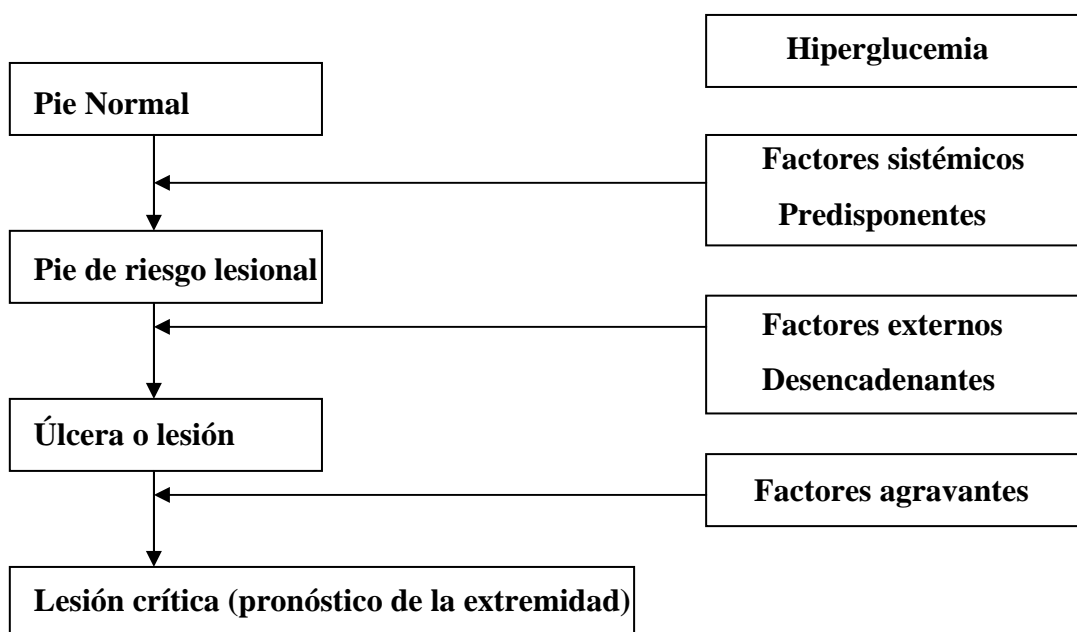 Hiperglucemia
Pie Normal
Factores sistémicos
Predisponentes
Pie de riesgo lesional
Factores externos
Desencadenantes
Úlcera o lesión
Factores agravantes
Lesión crítica (pronóstico de la extremidad)